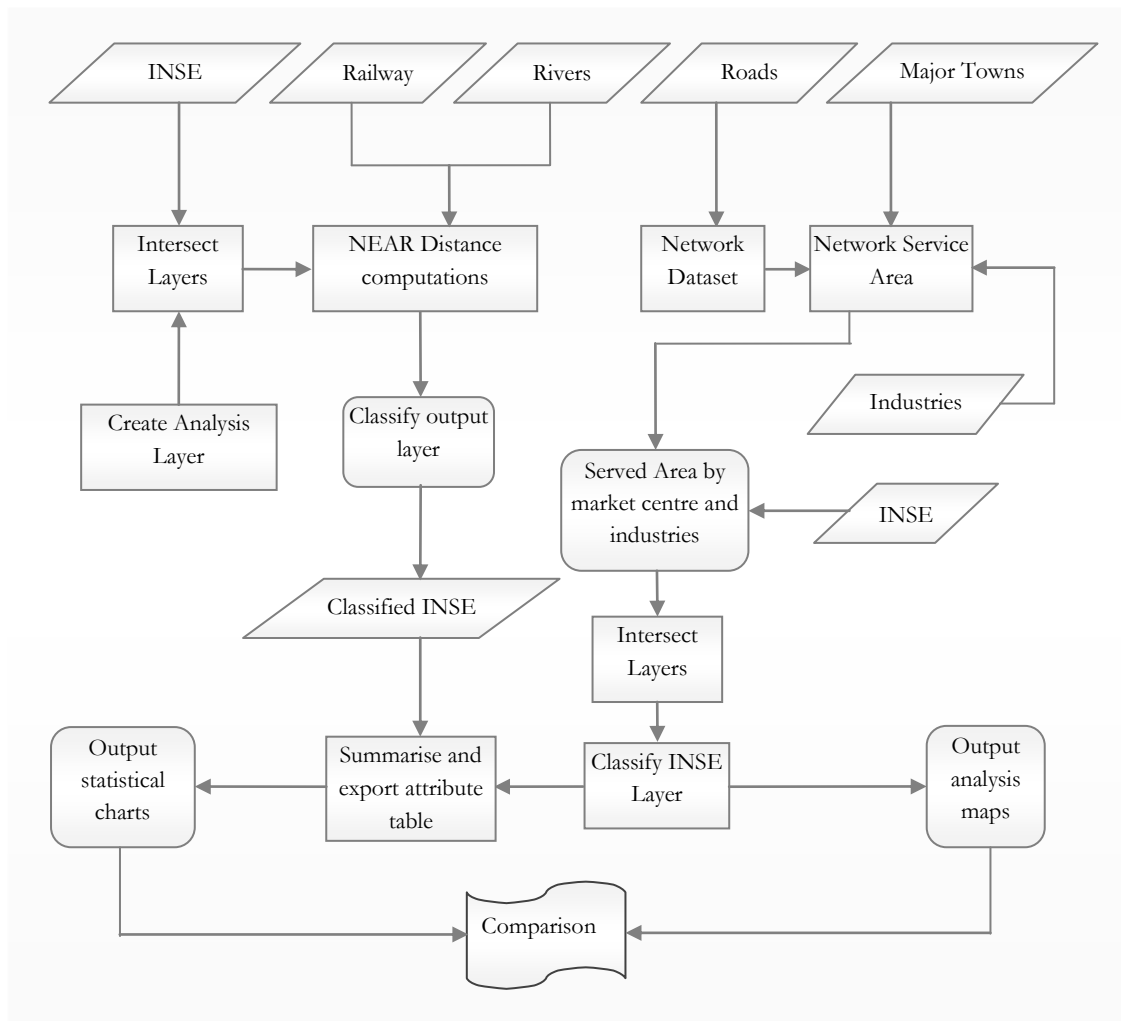 INSE
Railway
Rivers
Roads
Major Towns
Intersect
Layers
NEAR Distance
computations
Network
Dataset
Network Service
Area
Create Analysis
Layer
Classify output
layer
Industries
Served Area by
market centre and
industries
INSE
Classified INSE
Intersect
Layers
Output
statistical
charts
Summarise and
export attribute
table
Classify INSE
Layer
Output
analysis
maps
Comparison